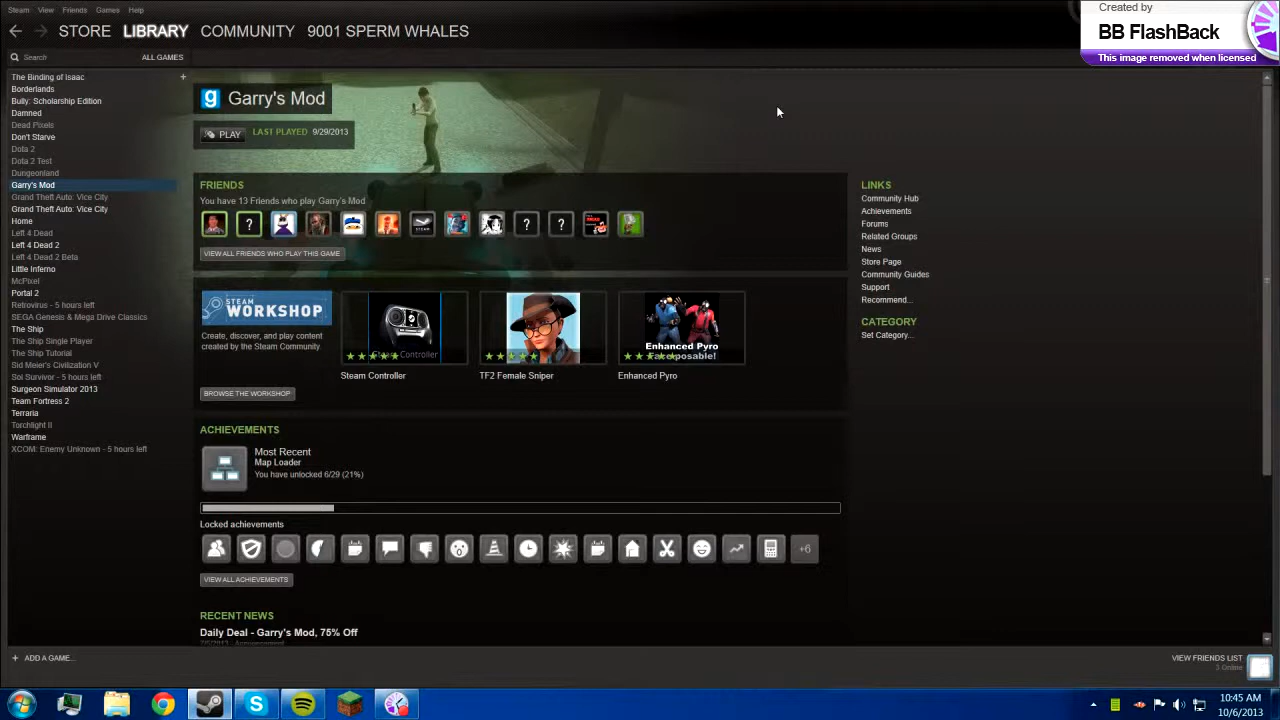 Steam View Friends Games Help
STORE LIBRARY COMMUNITY 9001 SPERM WHALES
Created by
BB FlashBack
This image removed when licensed
Search ALL GAMES
The Binding of Isaac +
Borderlands
Bully: Scholarship Edition
Damned
Dead Pixels
Don't Starve
Dota 2
Dota 2 Test
Dungeonland
Garry's Mod
Grand Theft Auto: Vice City
Grand Theft Auto: Vice City
Home
Left 4 Dead
Left 4 Dead 2
Left 4 Dead 2 Beta
Little Inferno
McPixel
Portal 2
Retrovirus - 5 hours left
SEGA Genesis & Mega Drive Classics
The Ship
The Ship Single Player
The Ship Tutorial
Sid Meier's Civilization V
Sol Survivor - 5 hours left
Surgeon Simulator 2013
Team Fortress 2
Terraria
Torchlight II
Warframe
XCOM: Enemy Unknown - 5 hours left
g Garry's Mod
PLAY LAST PLAYED 9/29/2013
FRIENDS
You have 13 Friends who play Garry's Mod
? STEAM ? ?
VIEW ALL FRIENDS WHO PLAY THIS GAME
STEAM WORKSHOP
Create, discover, and play content
created by the Steam Community.
BROWSE THE WORKSHOP
Steam Controller
Steam Controller
TF2 Female Sniper
Enhanced Pyro
Faceposable!
Enhanced Pyro
ACHIEVEMENTS
Most Recent
Map Loader
You have unlocked 6/29 (21%)
Locked achievements
+6
VIEW ALL ACHIEVEMENTS
RECENT NEWS
Daily Deal - Garry's Mod, 75% Off
LINKS
Community Hub
Achievements
Forums
Related Groups
News
Store Page
Community Guides
Support
Recommend...
CATEGORY
Set Category...
+ ADD A GAME...
VIEW FRIENDS LIST
3 Online
10:45 AM
10/6/2013